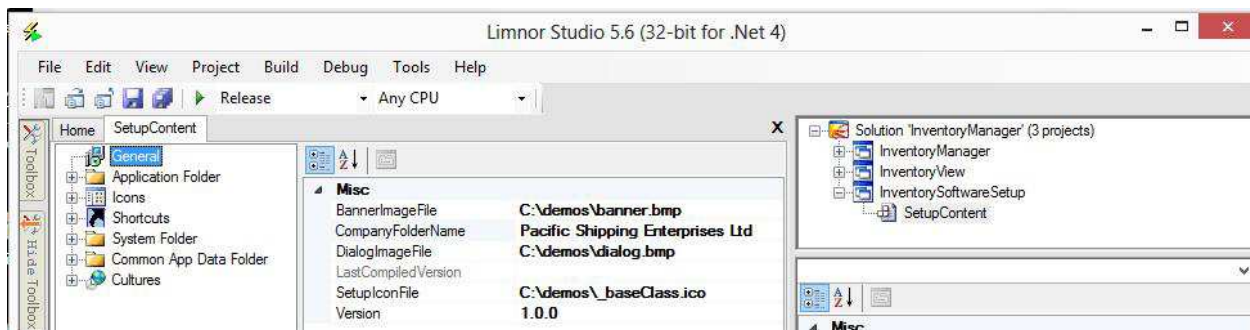 Limnor Studio 5.6 (32-bit for .Net 4)
File Edit View Project Build Debug Tools Help
Release Any CPU
Home SetupContent X
Toolbox
Hide Toolbox
General
Application Folder
Icons
Shortcuts
System Folder
Common App Data Folder
Cultures
Misc
BannerImageFile C:\demos\banner.bmp
CompanyFolderName Pacific Shipping Enterprises Ltd
DialogImageFile C:\demos\dialog.bmp
LastCompiledVersion
SetupIconFile C:\demos\_baseClass.ico
Version 1.0.0
Solution 'InventoryManager' (3 projects)
InventoryManager
InventoryView
InventorySoftwareSetup
SetupContent
Misc